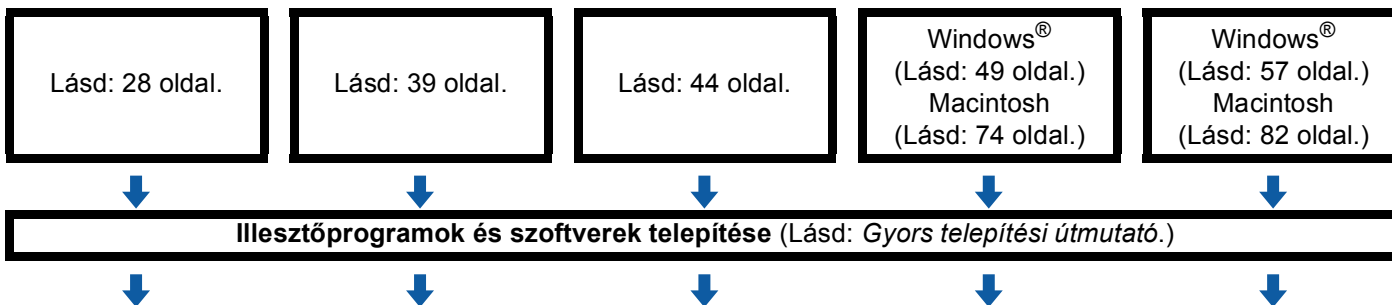 Lásd: 28 oldal.
Lásd: 39 oldal.
Lásd: 44 oldal.
Windows®
(Lásd: 49 oldal.)
Macintosh
(Lásd: 74 oldal.)
Windows®
(Lásd: 57 oldal.)
Macintosh
(Lásd: 82 oldal.)
Illesztőprogramok és szoftverek telepítése (Lásd: Gyors telepítési útmutató.)